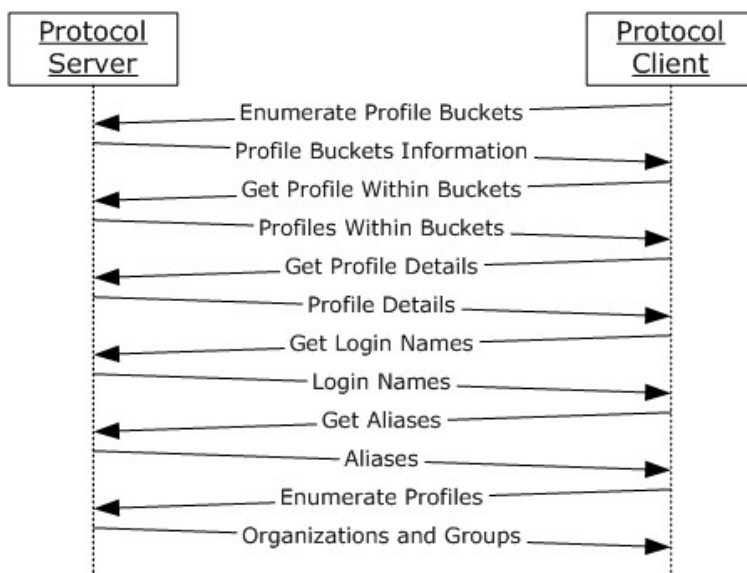 Protocol
Server
Protocol
Client
Enumerate Profile Buckets
Profile Buckets Information
Get Profile Within Buckets
Profiles Within Buckets
Get Profile Details
Profile Details
Get Login Names
Login Names
Get Aliases
Aliases
Enumerate Profiles
Organizations and Groups